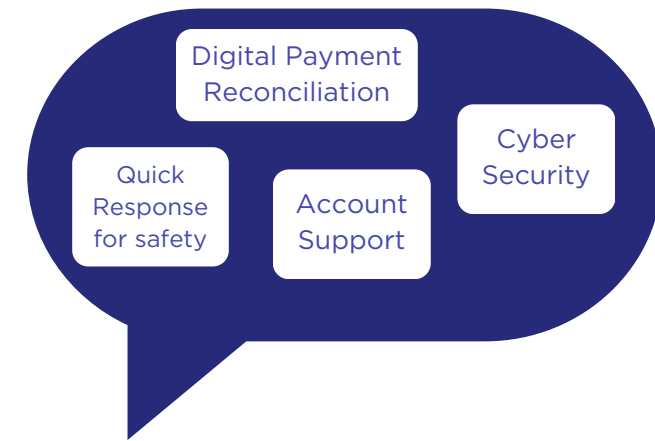 Digital Payment
Reconciliation
Cyber
Security
Quick
Response
for safety
Account
Support